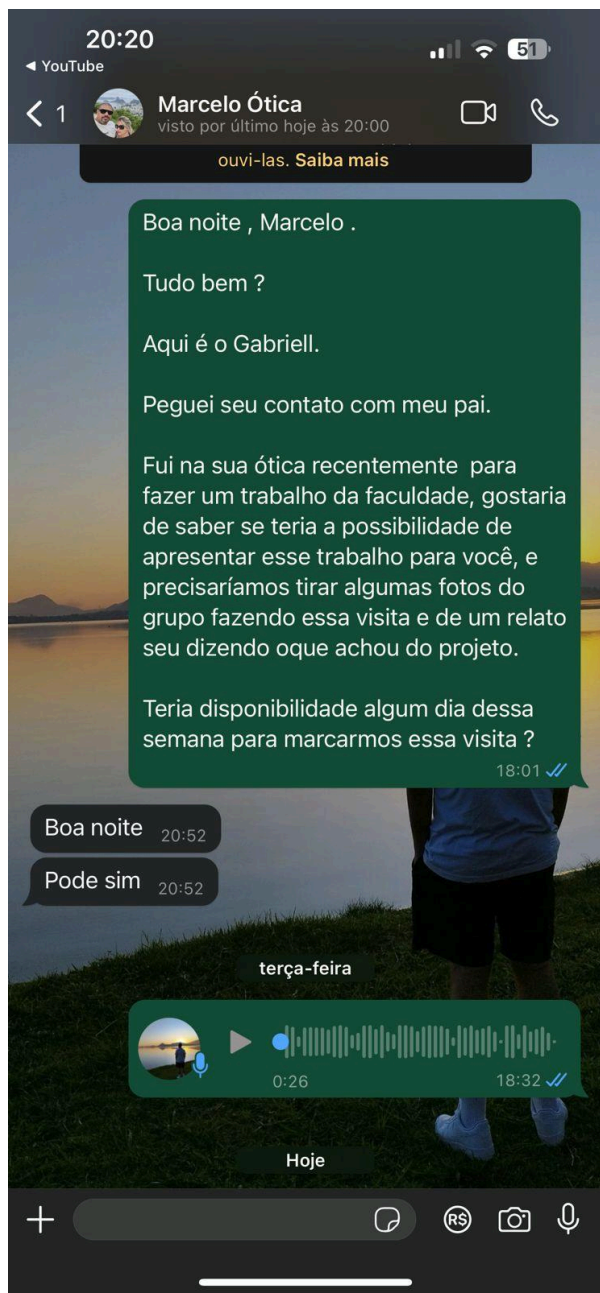 20:20
51
◄ YouTube
1
Marcelo Ótica
visto por último hoje às 20:00
ouvi-las. Saiba mais
Boa noite , Marcelo .
Tudo bem ?
Aqui é o Gabriell.
Peguei seu contato com meu pai.
Fui na sua ótica recentemente  para
fazer um trabalho da faculdade, gostaria
de saber se teria a possibilidade de
apresentar esse trabalho para você, e
precisaríamos tirar algumas fotos do
grupo fazendo essa visita e de um relato
seu dizendo oque achou do projeto.
Teria disponibilidade algum dia dessa
semana para marcarmos essa visita ?
18:01
Boa noite 20:52
Pode sim 20:52
terça-feira
0:26 18:32
Hoje
R$